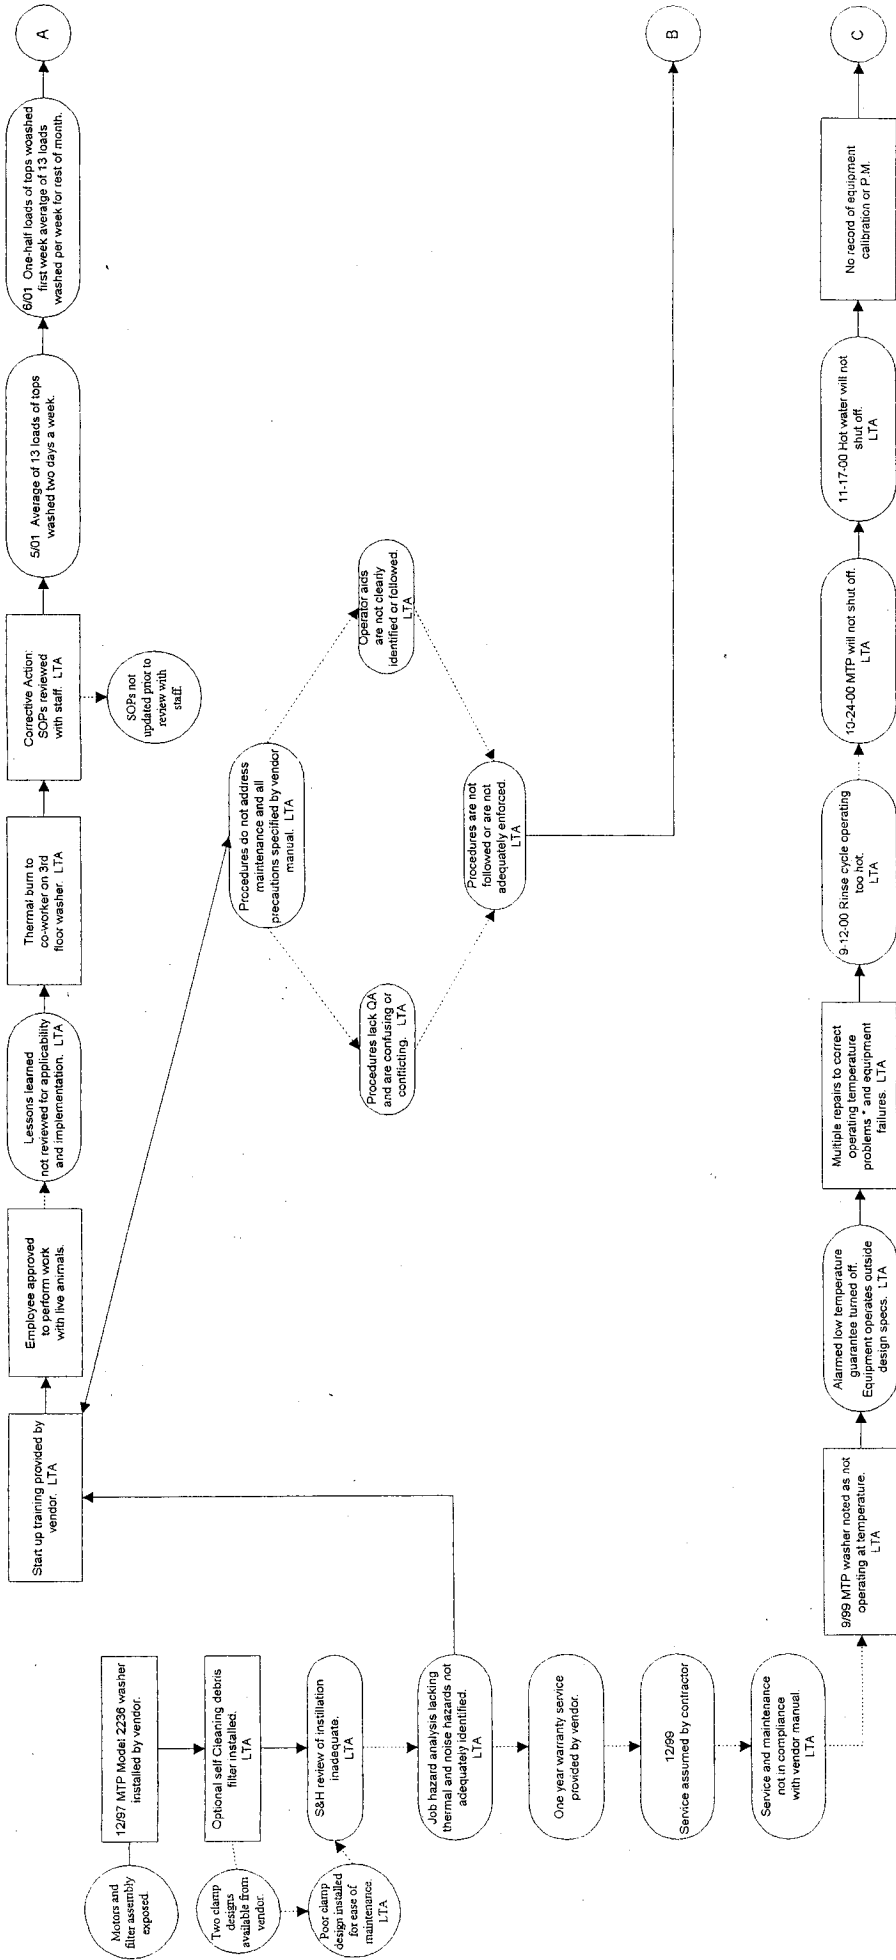 Motors and
filter assembly
exposed.
12/97 MTP Model 2236 washer
installed by vendor.
Two clamp
designs
available from
vendor.
Optional self Cleaning debris
filter installed.
LTA
Poor clamp
design installed
for ease of
maintenance.
LTA
S&H review of instillation
inadequate.
LTA
Job hazard analysis lacking
thermal and noise hazards not
adequately identified.
LTA
One year warranty service
provided by vendor.
12/99
Service assumed by contractor
Service and maintenance
not in compliance
with vendor manual.
LTA
Start up training provided by
vendor. LTA
Employee approved
to perform work
with live animals.
Lessons learned
not reviewed for applicability
and implementation. LTA
Thermal burn to
co-worker on 3rd
floor washer. LTA
Corrective Action:
SOPs reviewed
with staff. LTA
SOPs not
updated prior to
review with
staff.
5/01 Average of 13 loads of tops
washed two days a week.
6/01 One-half loads of tops woashed
first week averatge of 13 loads
washed per week for rest of month.
A
Procedures do not address
maintenance and all
precautions specified by vendor
manual. LTA
Procedures lack QA
and are confusing or
conflicting. LTA
Operator aids
are not clearly
identified or followed.
LTA
Procedures are not
followed or are not
adequately enforced.
LTA
B
9/99 MTP washer noted as not
operating at temperature.
LTA
Alarmed low temperature
guarantee turned off.
Equipment operates outside
design specs. LTA
Multiple repairs to correct
operating temperature
problems * and equipment
failures. LTA
9-12-00 Rinse cycle operating
too hot.
LTA
10-24-00 MTP will not shut off.
LTA
11-17-00 Hot water will not
shut off.
LTA
No record of equipment
calibration or P.M.
C